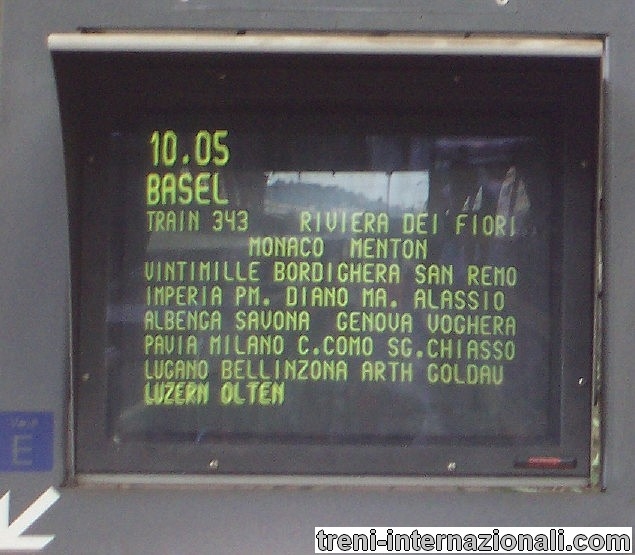 10.05
BASEL
TRAIN 343 RIVIERA DEI FIORI
MONACO MENTON
VINTIMILLE BORDIGHERA SAN REMO
IMPERIA PM. DIANO MA. ALASSIO
ALBENGA SAVONA GENOVA VOGHERA
PAVIA MILANO C.COMO SG.CHIASSO
LUGANO BELLINZONA ARTH GOLDAU
LUZERN OLTEN
E
treni-internazionali.com